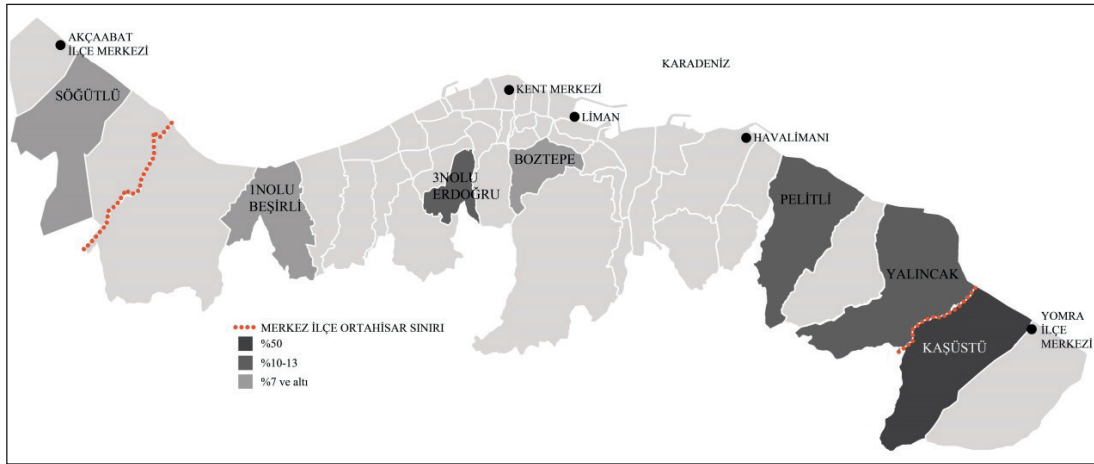 AKÇAABAT
İLÇE MERKEZİ
SÖĞÜTLÜ
KARADENİZ
KENT MERKEZİ
LİMAN
HAVALİMANI
1NOLU
BEŞİRLİ
3NOLU
ERDOĞRU
BOZTEPE
PELİTLİ
YALINCAK
KAŞÜSTÜ
YOMRA
İLÇE
MERKEZİ
MERKEZ İLÇE ORTAHİSAR SINIRI
%50
%10-13
%7 ve altı